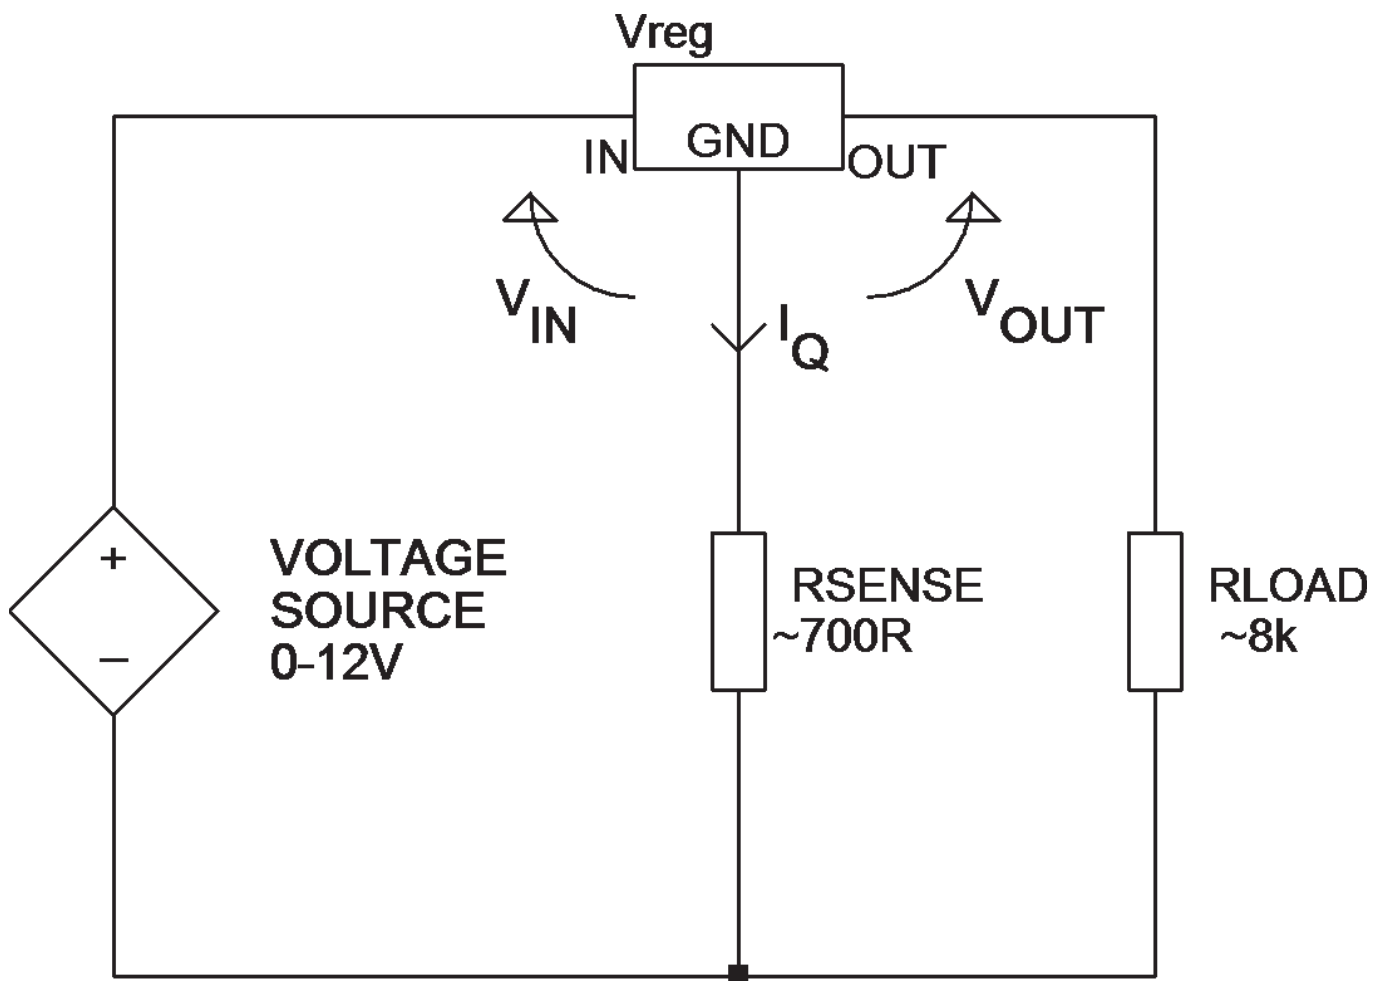 Vreg
IN
GND
OUT
VIN
IQ
VOUT
+
VOLTAGE
SOURCE
0-12V
–
RSENSE
~700R
RLOAD
~8k